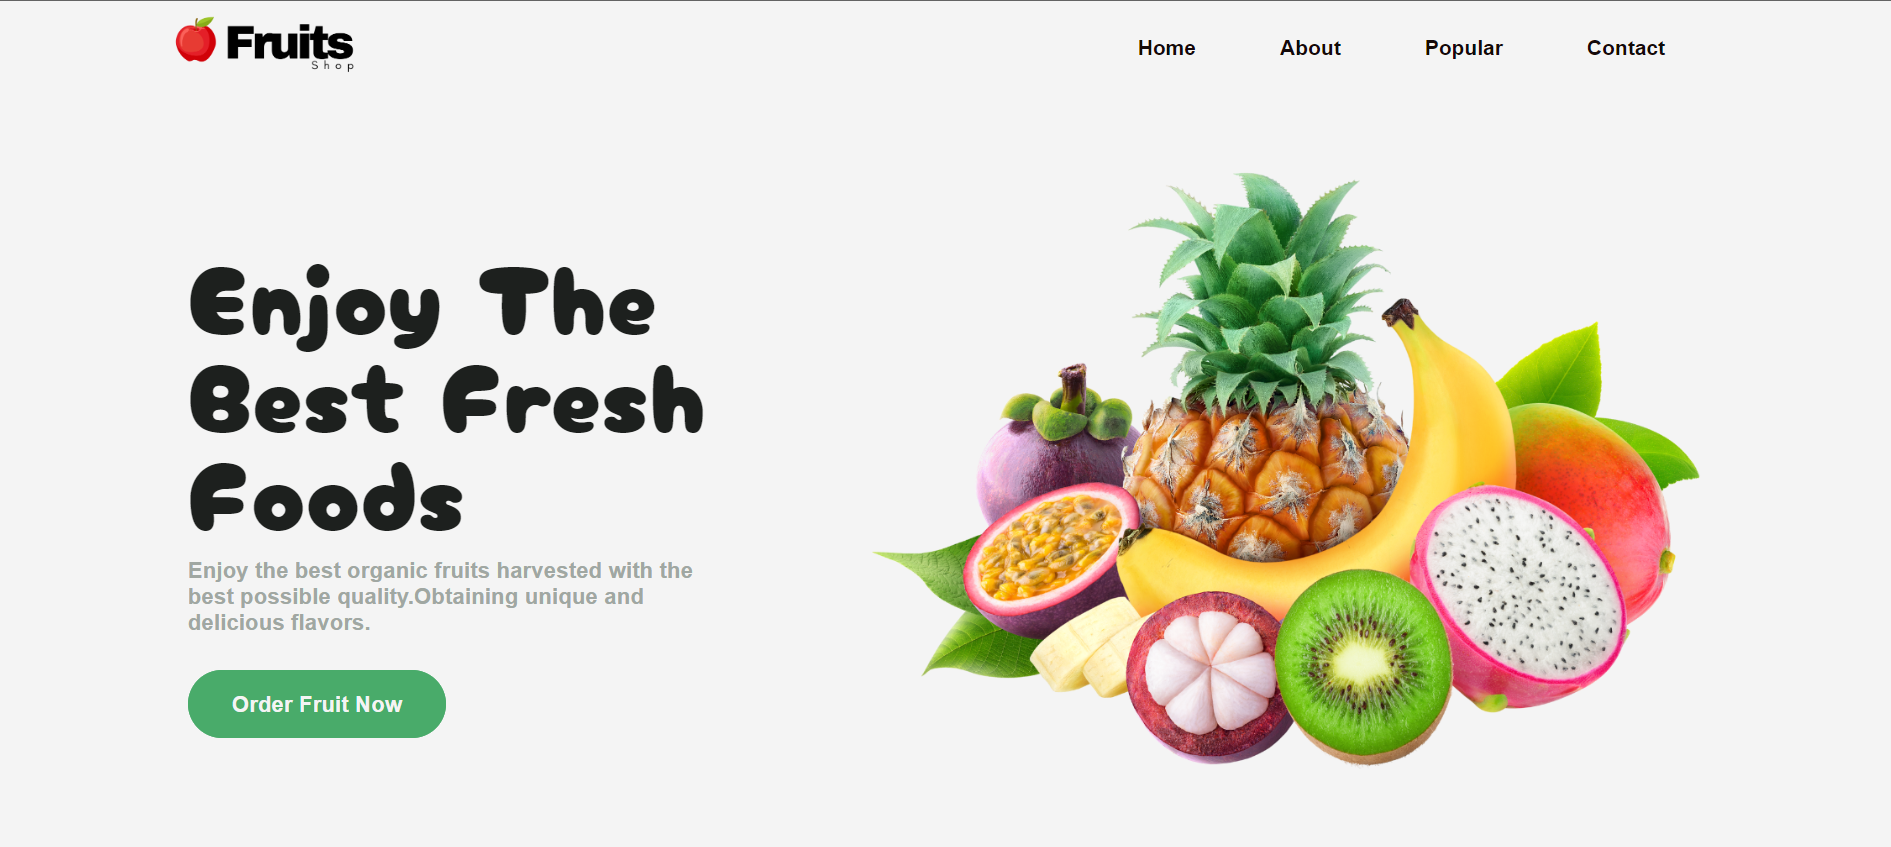 Fruits
Shop
Home About Popular Contact
Enjoy The
Best Fresh
Foods
Enjoy the best organic fruits harvested with the
best possible quality.Obtaining unique and
delicious flavors.
Order Fruit Now